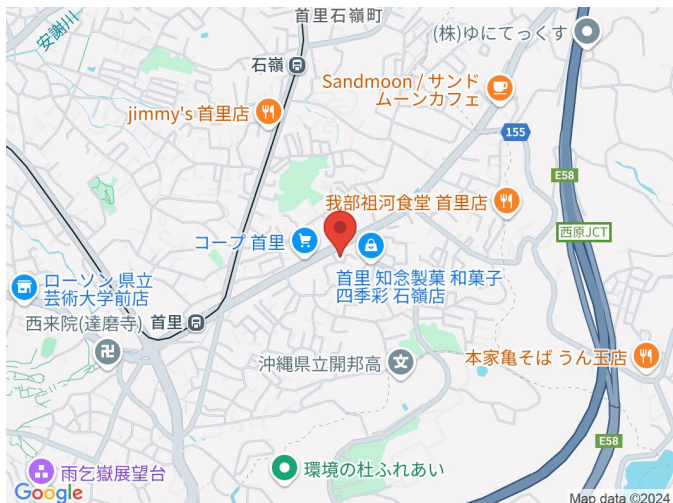 首里石嶺町
(株)ゆにてっくす
安謝川
石嶺
Sandmoon / サンド
ムーンカフェ
jimmy's 首里店
155
E58
我部祖河食堂 首里店
西原JCT
コープ 首里
首里 知念製菓 和菓子
四季彩 石嶺店
ローソン 県立
芸術大学前店
首里
西来院(達磨寺)
沖縄県立開邦高
文
本家亀そば うん玉店
E58
環境の杜ふれあい
雨乞嶽展望台
Google
Map data ©2024